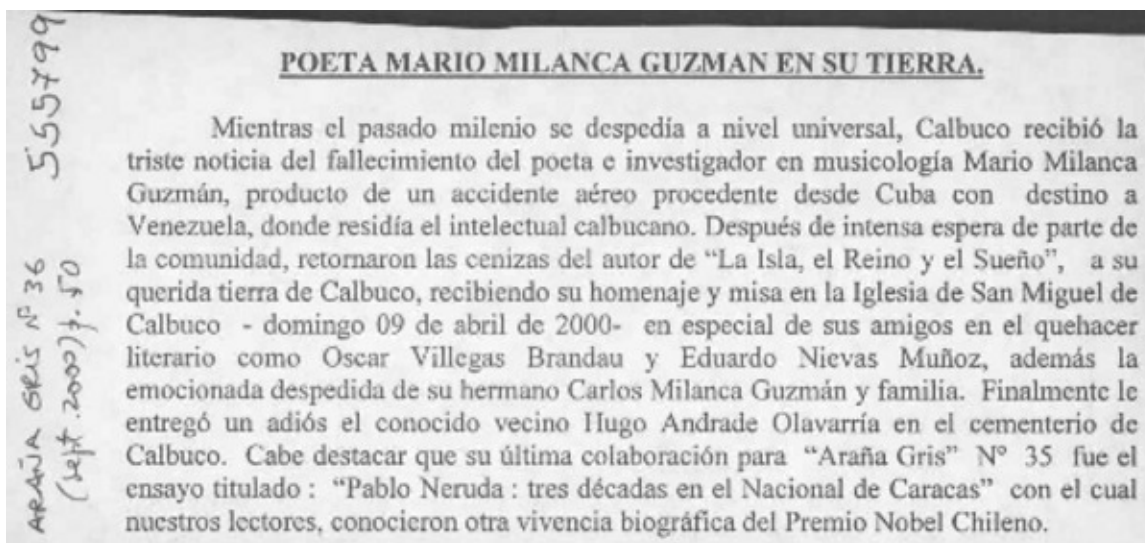 555799
ARAÑA GRIS Nº 36
(sept. 2000) p. 50
POETA MARIO MILANCA GUZMAN EN SU TIERRA.
Mientras el pasado milenio se despedía a nivel universal, Calbuco recibió la
triste noticia del fallecimiento del poeta e investigador en musicología Mario Milanca
Guzmán, producto de un accidente aéreo procedente desde Cuba con destino a
Venezuela, donde residía el intelectual calbucano. Después de intensa espera de parte de
la comunidad, retornaron las cenizas del autor de “La Isla, el Reino y el Sueño”, a su
querida tierra de Calbuco, recibiendo su homenaje y misa en la Iglesia de San Miguel de
Calbuco - domingo 09 de abril de 2000- en especial de sus amigos en el quehacer
literario como Oscar Villegas Brandau y Eduardo Nievas Muñoz, además la
emocionada despedida de su hermano Carlos Milanca Guzmán y familia. Finalmente le
entregó un adiós el conocido vecino Hugo Andrade Olavarría en el cementerio de
Calbuco. Cabe destacar que su última colaboración para “Araña Gris” Nº 35 fue el
ensayo titulado : “Pablo Neruda : tres décadas en el Nacional de Caracas” con el cual
nuestros lectores, conocieron otra vivencia biográfica del Premio Nobel Chileno.